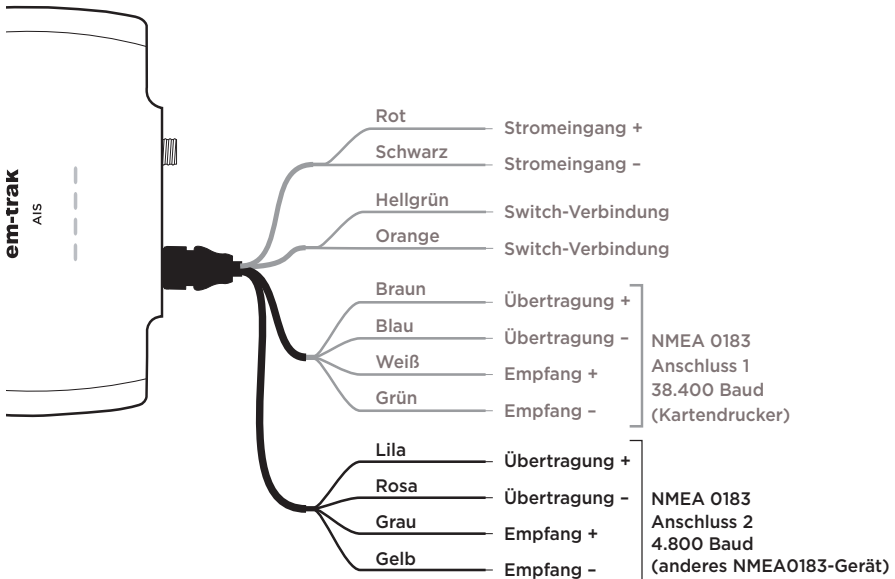 em-trak
AIS
Rot
Stromeingang +
Schwarz
Stromeingang –
Hellgrün
Switch-Verbindung
Orange
Switch-Verbindung
Braun
Übertragung +
Blau
Übertragung –
Weiß
Empfang +
Grün
Empfang –
NMEA 0183
Anschluss 1
38.400 Baud
(Kartendrucker)
Lila
Übertragung +
Rosa
Übertragung –
Grau
Empfang +
Gelb
Empfang –
NMEA 0183
Anschluss 2
4.800 Baud
(anderes NMEA0183-Gerät)